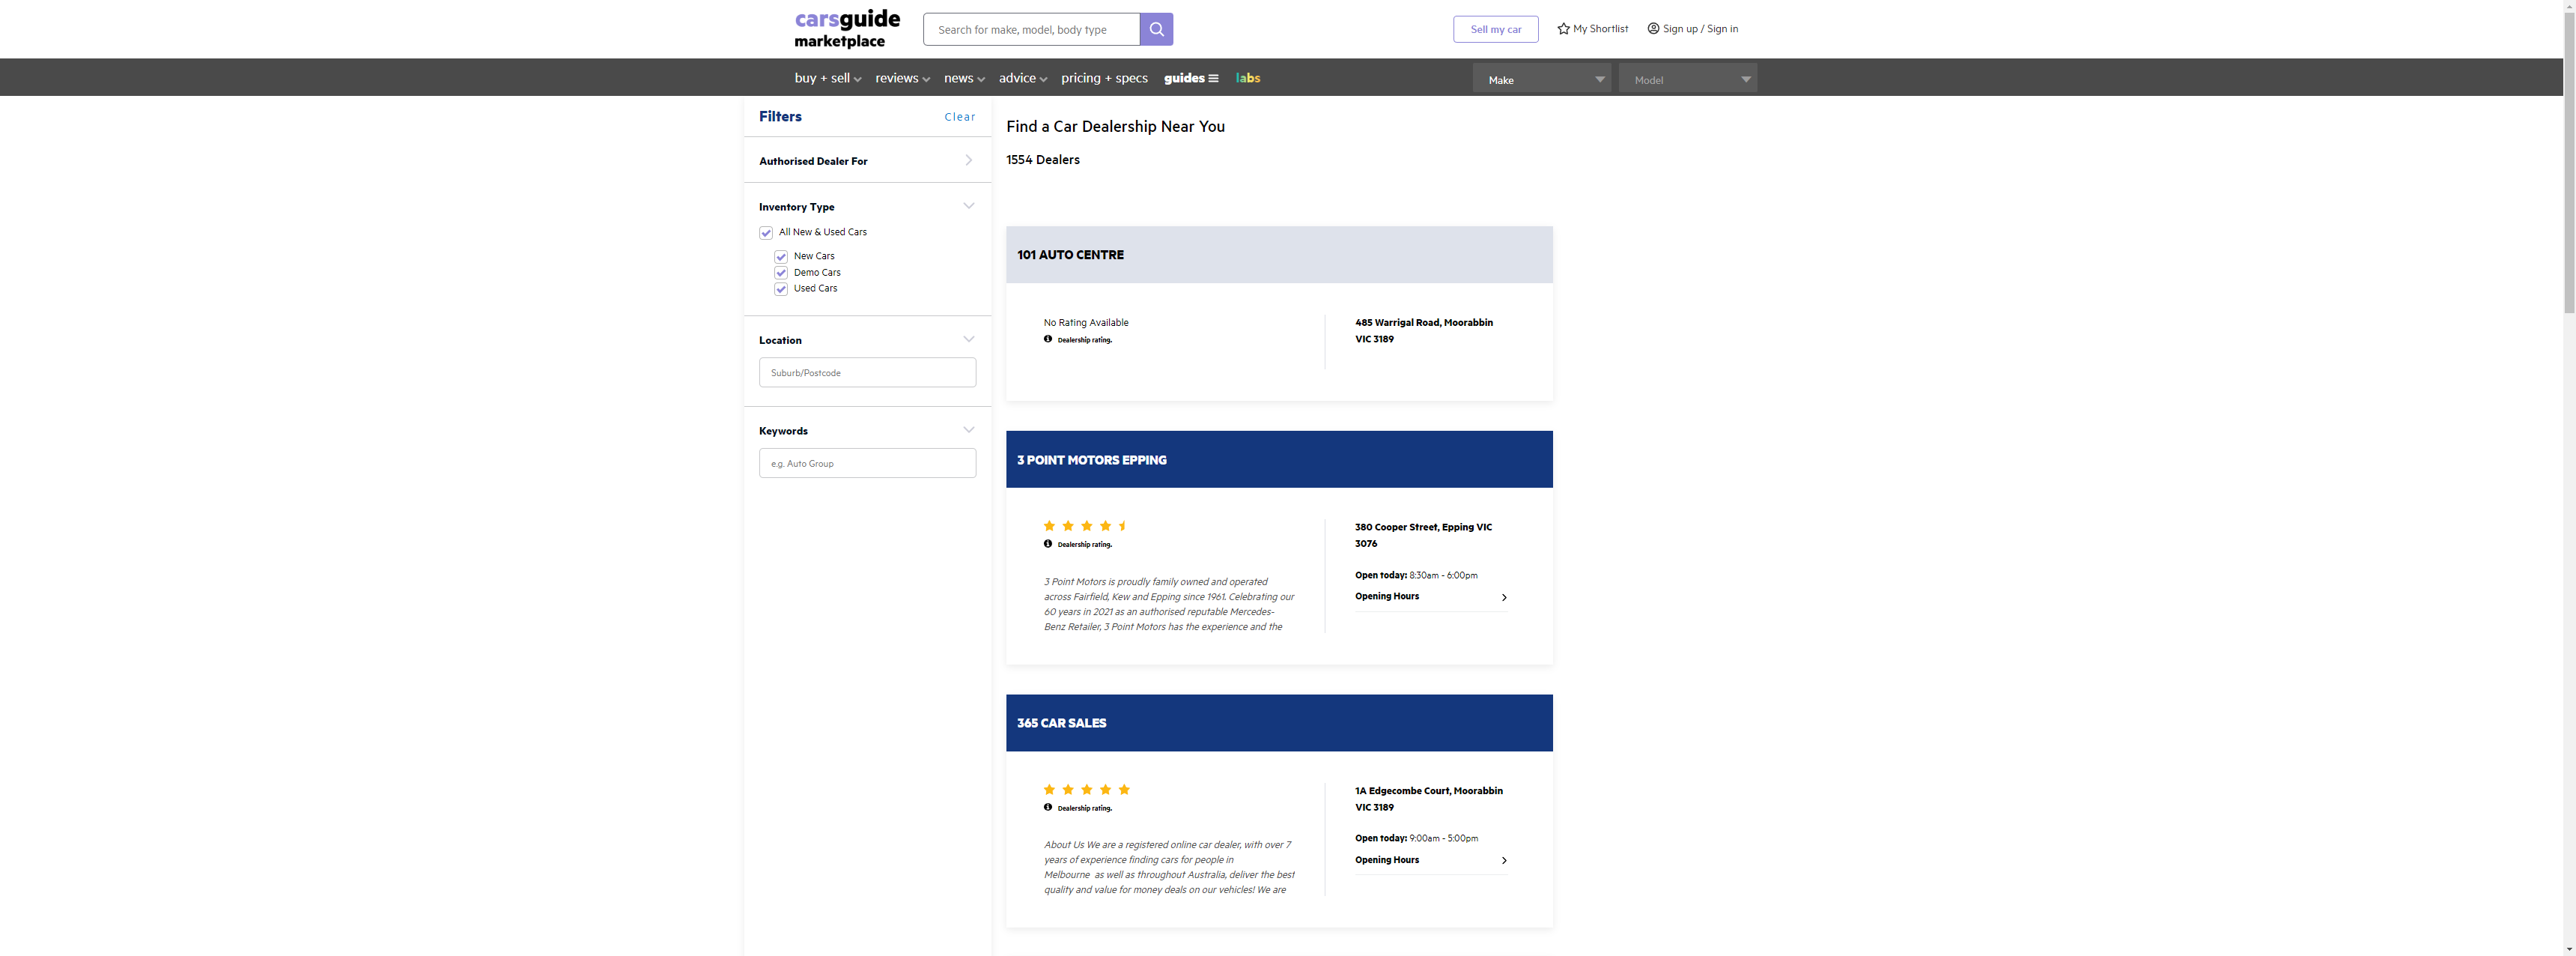 carsguide
marketplace
Search for make, model, body type
Sell my car
My Shortlist
Sign up / Sign in
buy + sell
reviews
news
advice
pricing + specs
guides
labs
Make
Model
Filters
Clear
Authorised Dealer For
Inventory Type
All New & Used Cars
New Cars
Demo Cars
Used Cars
Location
Suburb/Postcode
Keywords
e.g. Auto Group
Find a Car Dealership Near You
1554 Dealers
101 AUTO CENTRE
No Rating Available
Dealership rating.
485 Warrigal Road, Moorabbin
VIC 3189
3 POINT MOTORS EPPING
Dealership rating.
3 Point Motors is proudly family owned and operated
across Fairfield, Kew and Epping since 1961. Celebrating our
60 years in 2021 as an authorised reputable Mercedes-
Benz Retailer, 3 Point Motors has the experience and the
380 Cooper Street, Epping VIC
3076
Open today: 8:30am - 6:00pm
Opening Hours
365 CAR SALES
Dealership rating.
About Us We are a registered online car dealer, with over 7
years of experience finding cars for people in
Melbourne as well as throughout Australia, deliver the best
quality and value for money deals on our vehicles! We are
1A Edgecombe Court, Moorabbin
VIC 3189
Open today: 9:00am - 5:00pm
Opening Hours